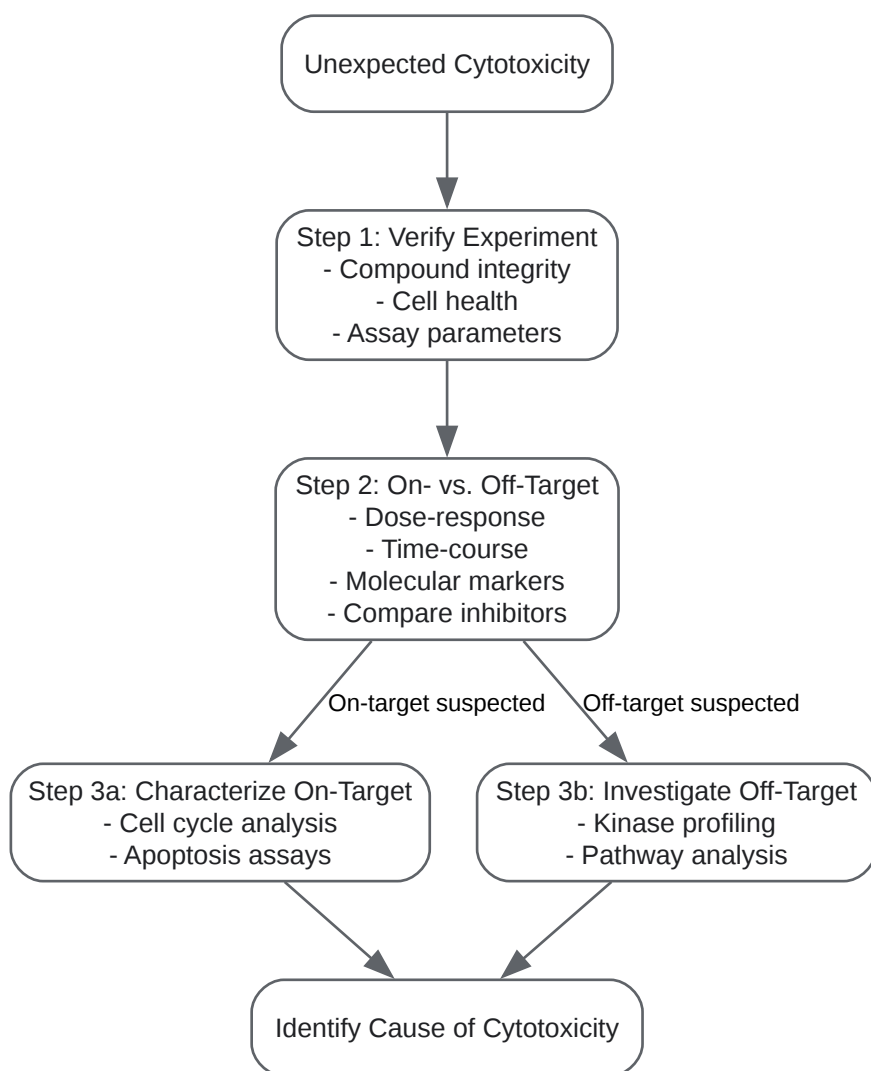 Unexpected Cytotoxicity
Step 1: Verify Experiment
- Compound integrity
- Cell health
- Assay parameters
Step 2: On- vs. Off-Target
- Dose-response
- Time-course
- Molecular markers
- Compare inhibitors
On-target suspected
Off-target suspected
Step 3a: Characterize On-Target
- Cell cycle analysis
- Apoptosis assays
Step 3b: Investigate Off-Target
- Kinase profiling
- Pathway analysis
Identify Cause of Cytotoxicity